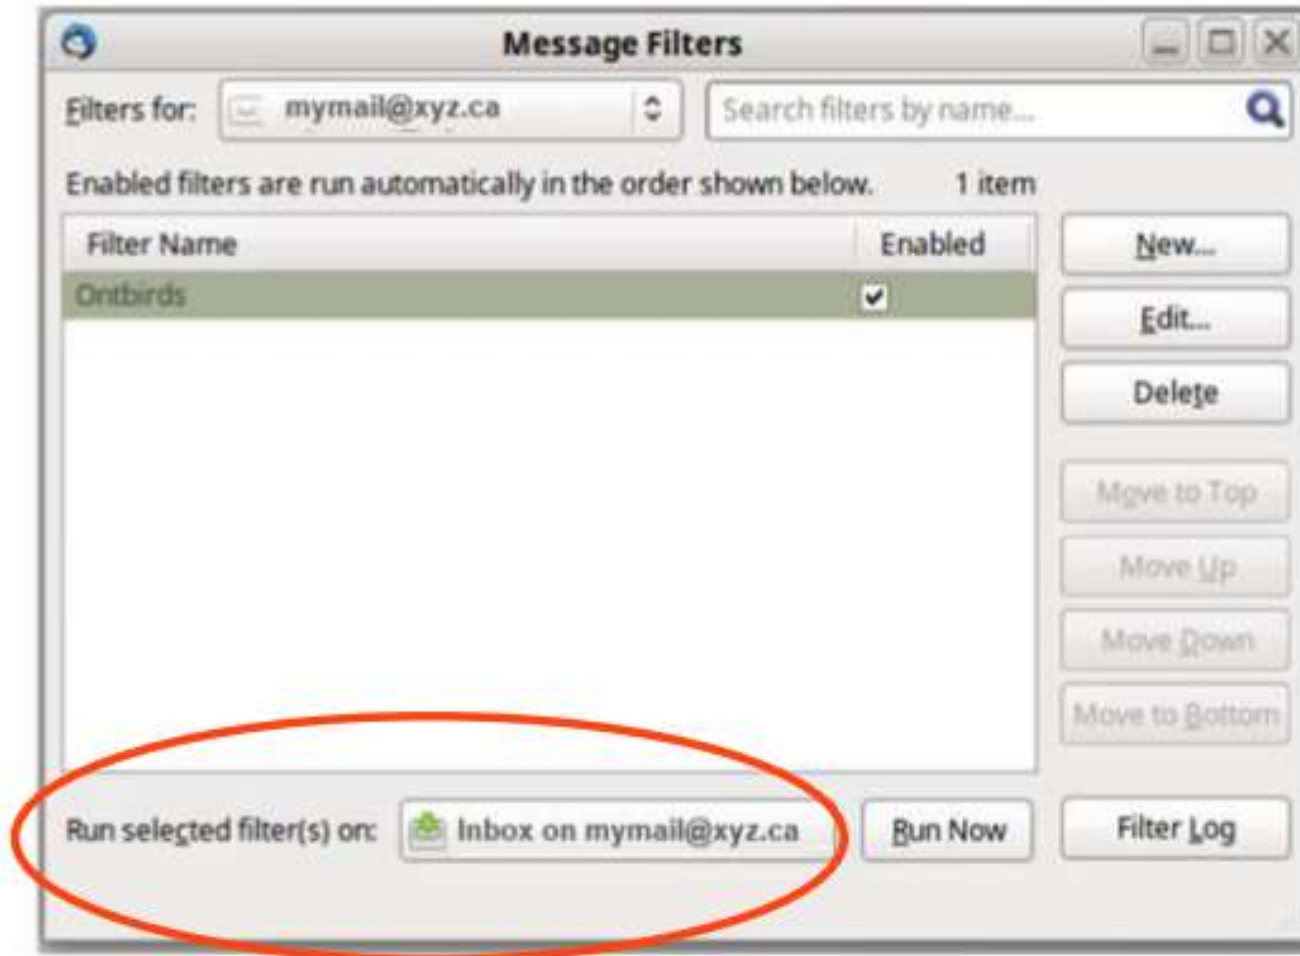 Message Filters
Filters for: mymail@xyz.ca Search filters by name...
Enabled filters are run automatically in the order shown below. 1 item
Filter Name Enabled New...
Ontbirds
Edit...
Delete
Move to Top
Move Up
Move Down
Move to Bottom
Run selected filter(s) on: Inbox on mymail@xyz.ca Run Now Filter Log